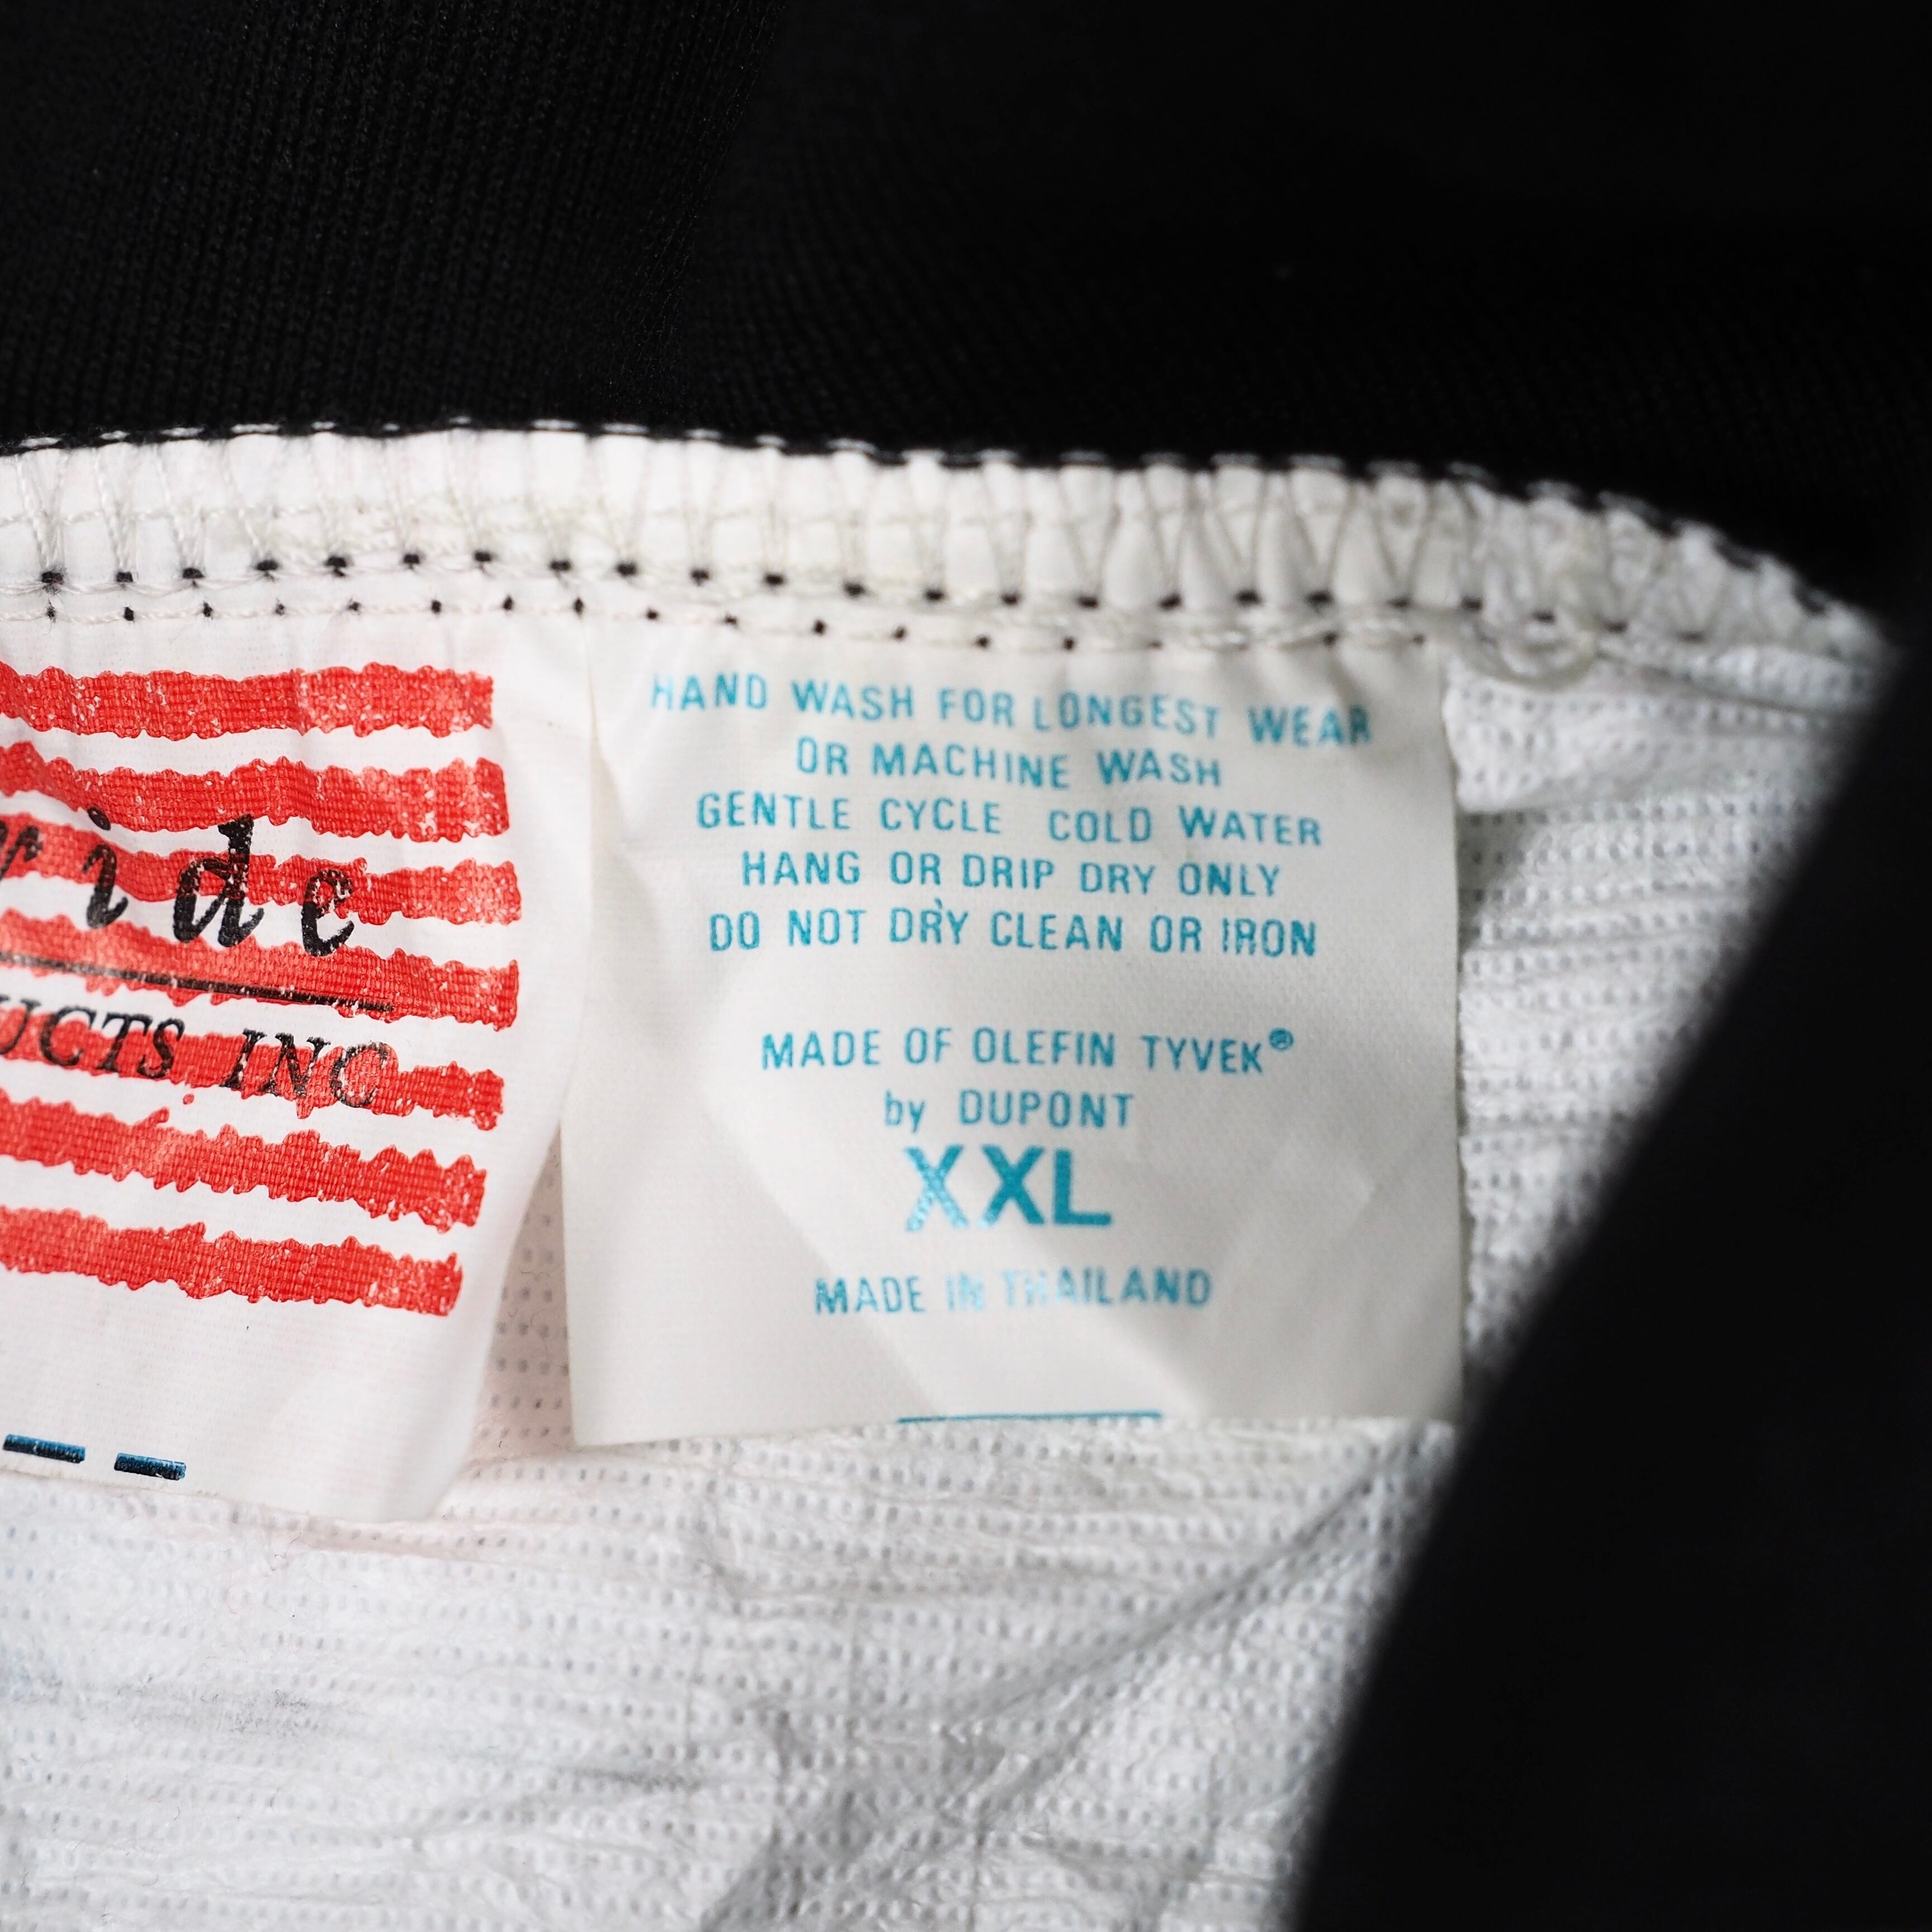 ride
UCTS INC
HAND WASH FOR LONGEST WEAR
OR MACHINE WASH
GENTLE CYCLE COLD WATER
HANG OR DRIP DRY ONLY
DO NOT DRY CLEAN OR IRON
MADE OF OLEFIN TYVEK®
by DUPONT
XXL
MADE IN THAILAND